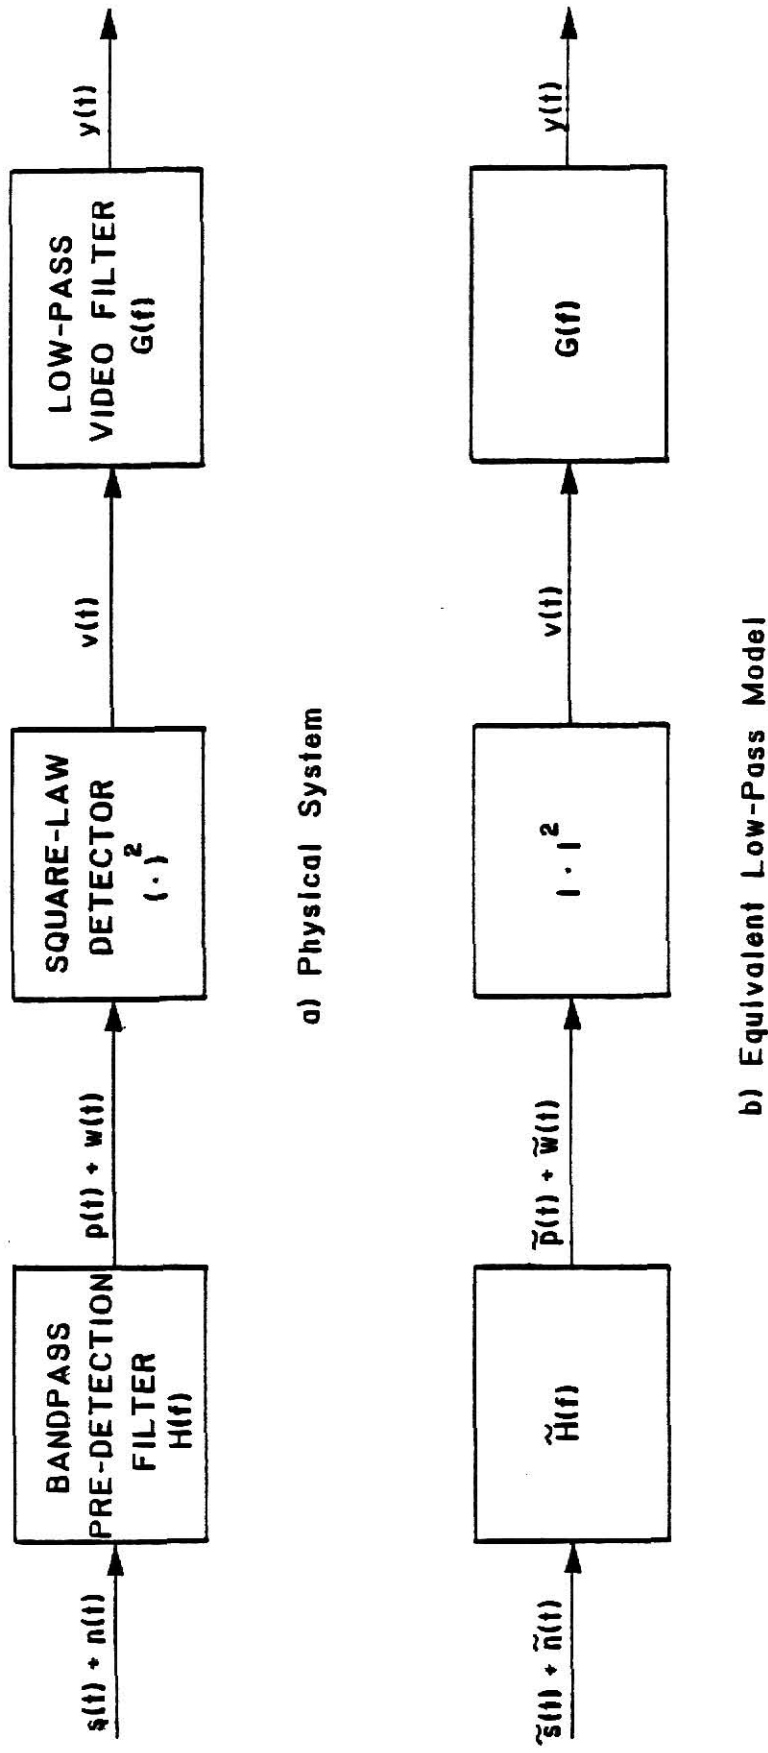 s(t) + n(t)
BANDPASS
PRE-DETECTION
FILTER
H(f)
p(t) + w(t)
SQUARE-LAW
DETECTOR
(·)²
v(t)
LOW-PASS
VIDEO FILTER
G(f)
y(t)
a) Physical System
s̃(t) + ñ(t)
H̃(f)
p̃(t) + w̃(t)
|·|²
v(t)
G(f)
y(t)
b) Equivalent Low-Pass Model